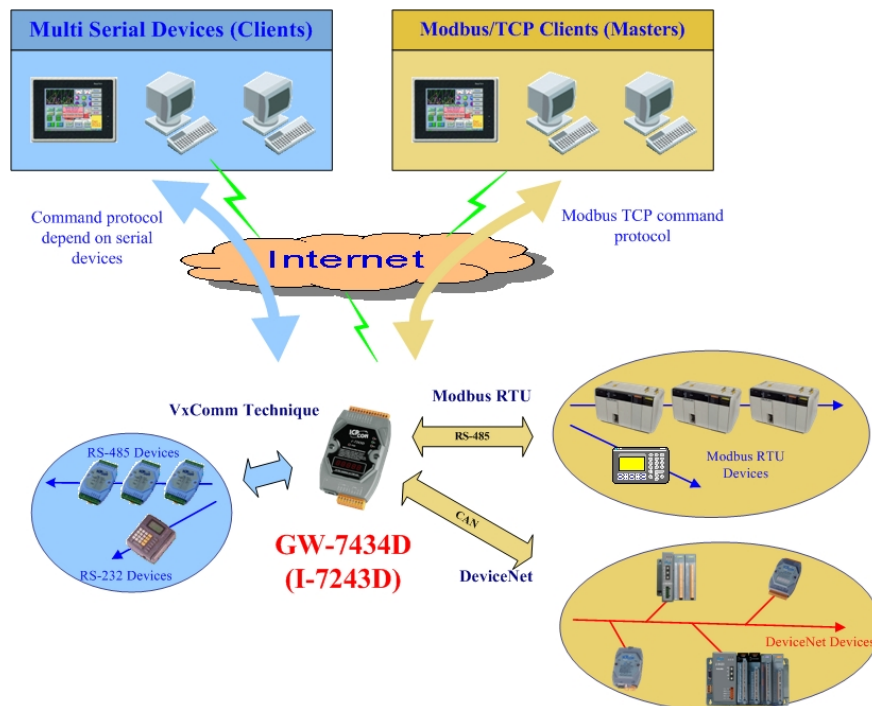 Multi Serial Devices (Clients)
Modbus/TCP Clients (Masters)
Command protocol
depend on serial
devices
Modbus TCP command
protocol
Internet
VxComm Technique
Modbus RTU
RS-485
RS-485 Devices
RS-232 Devices
Modbus RTU
Devices
CAN
GW-7434D
(I-7243D)
DeviceNet
DeviceNet Devices